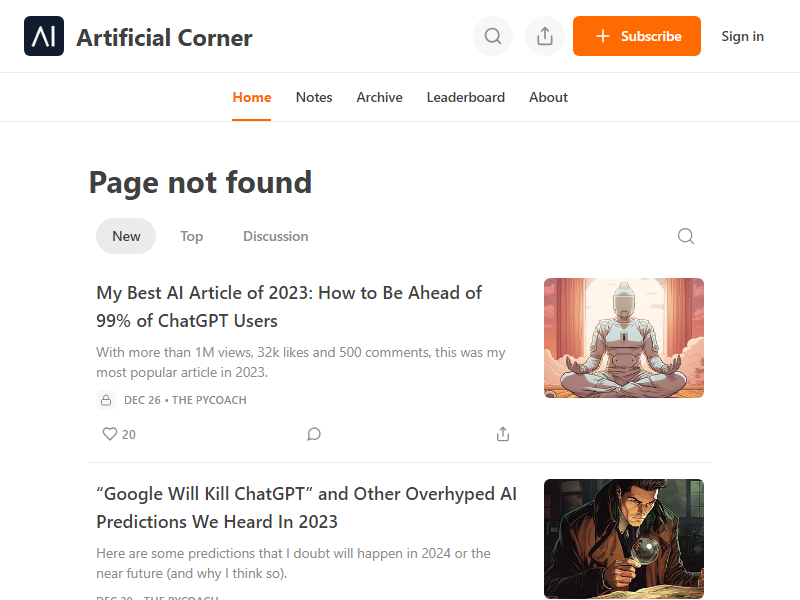 AI Artificial Corner
Subscribe
Sign in
Home Notes Archive Leaderboard About
Page not found
New Top Discussion
My Best AI Article of 2023: How to Be Ahead of
99% of ChatGPT Users
With more than 1M views, 32k likes and 500 comments, this was my
most popular article in 2023.
DEC 26 • THE PYCOACH
20
“Google Will Kill ChatGPT” and Other Overhyped AI
Predictions We Heard In 2023
Here are some predictions that I doubt will happen in 2024 or the
near future (and why I think so).
THE PYCOACH